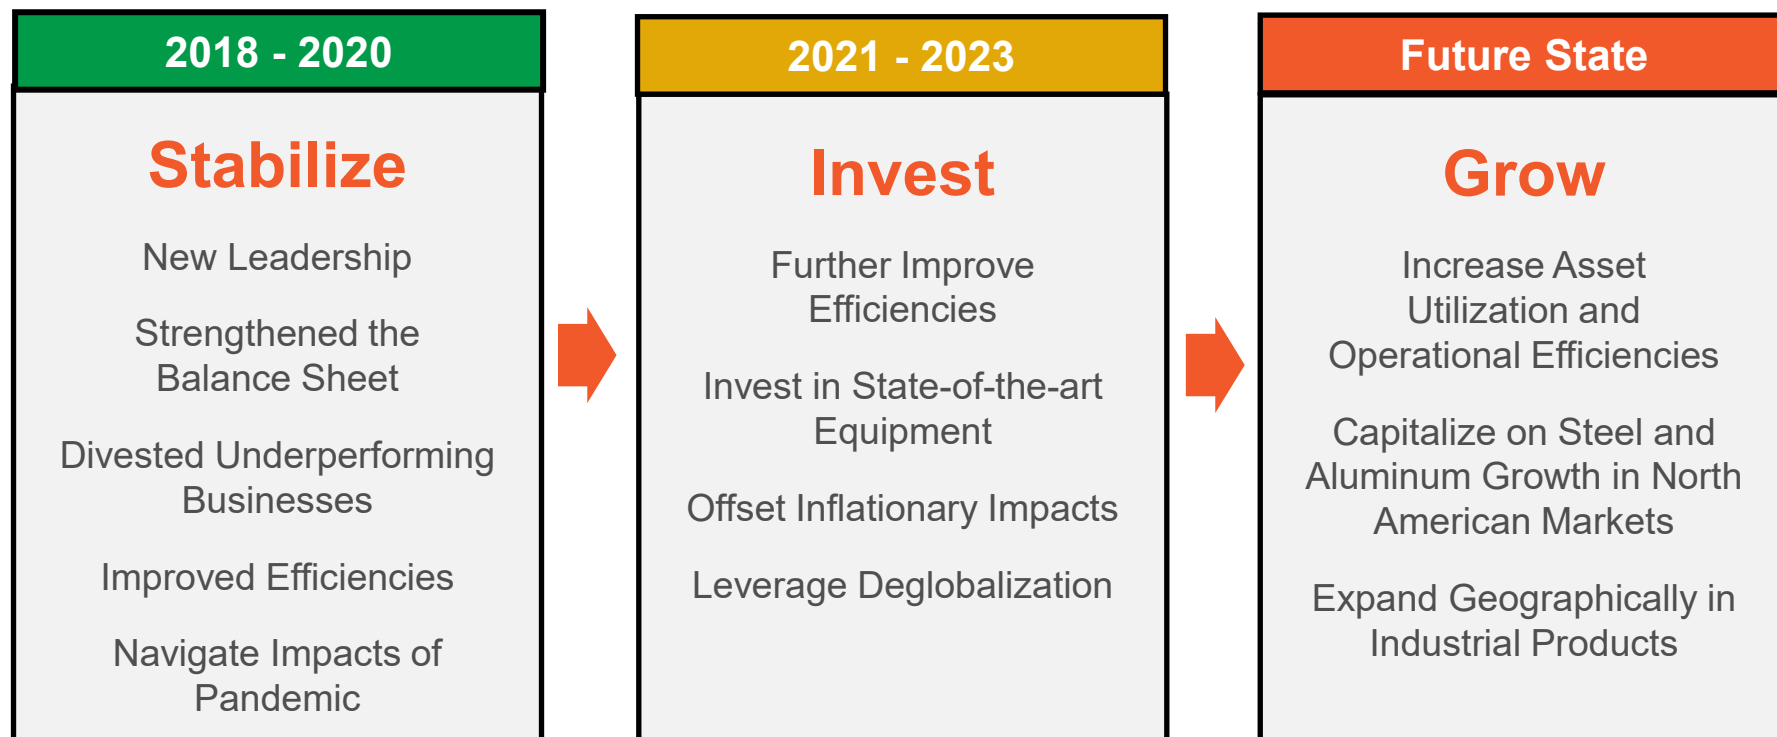 2018 - 2020
Stabilize
New Leadership
Strengthened the
Balance Sheet
Divested Underperforming
Businesses
Improved Efficiencies
Navigate Impacts of
Pandemic
2021 - 2023
Invest
Further Improve
Efficiencies
Invest in State-of-the-art
Equipment
Offset Inflationary Impacts
Leverage Deglobalization
Future State
Grow
Increase Asset
Utilization and
Operational Efficiencies
Capitalize on Steel and
Aluminum Growth in North
American Markets
Expand Geographically in
Industrial Products